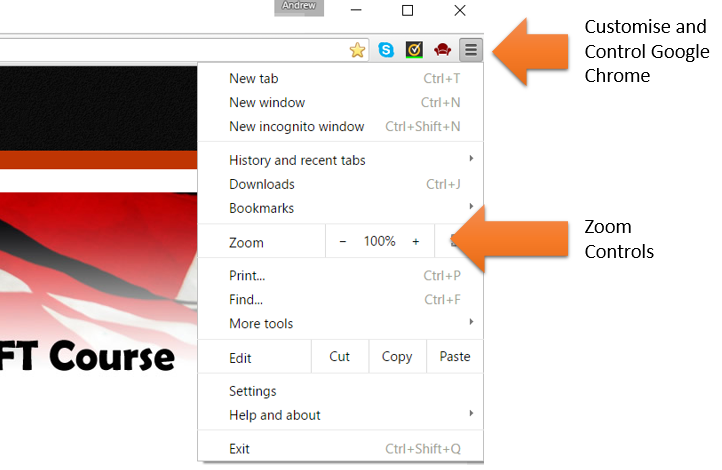 Andrew
Customise and
Control Google
Chrome
New tab Ctrl+T
New window Ctrl+N
New incognito window Ctrl+Shift+N
History and recent tabs
Downloads Ctrl+J
Bookmarks
Zoom − 100% +
Zoom
Controls
Print... Ctrl+P
Find... Ctrl+F
More tools
FT Course
Edit Cut Copy Paste
Settings
Help and about
Exit Ctrl+Shift+Q